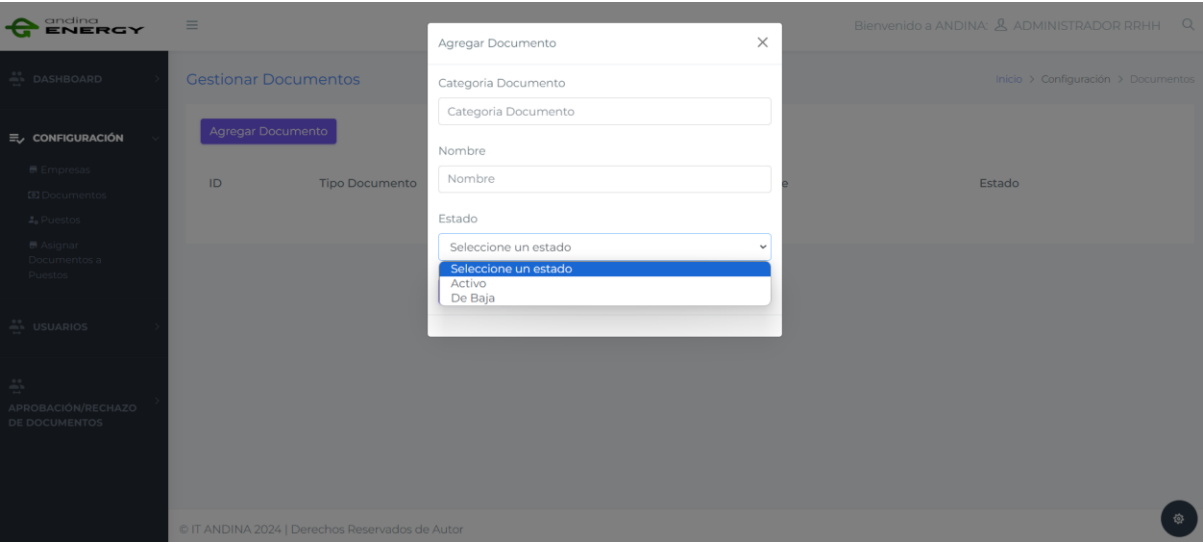 andina
ENERGY
Bienvenido a ANDINA: ADMINISTRADOR RRHH
DASHBOARD
CONFIGURACIÓN
Empresas
Documentos
Puestos
Asignar
Documentos a
Puestos
USUARIOS
APROBACIÓN/RECHAZO
DE DOCUMENTOS
Gestionar Documentos
Inicio > Configuración > Documentos
Agregar Documento
ID
Tipo Documento
Estado
Agregar Documento
Categoria Documento
Categoria Documento
Nombre
Nombre
Estado
Seleccione un estado
Seleccione un estado
Activo
De Baja
© IT ANDINA 2024 | Derechos Reservados de Autor